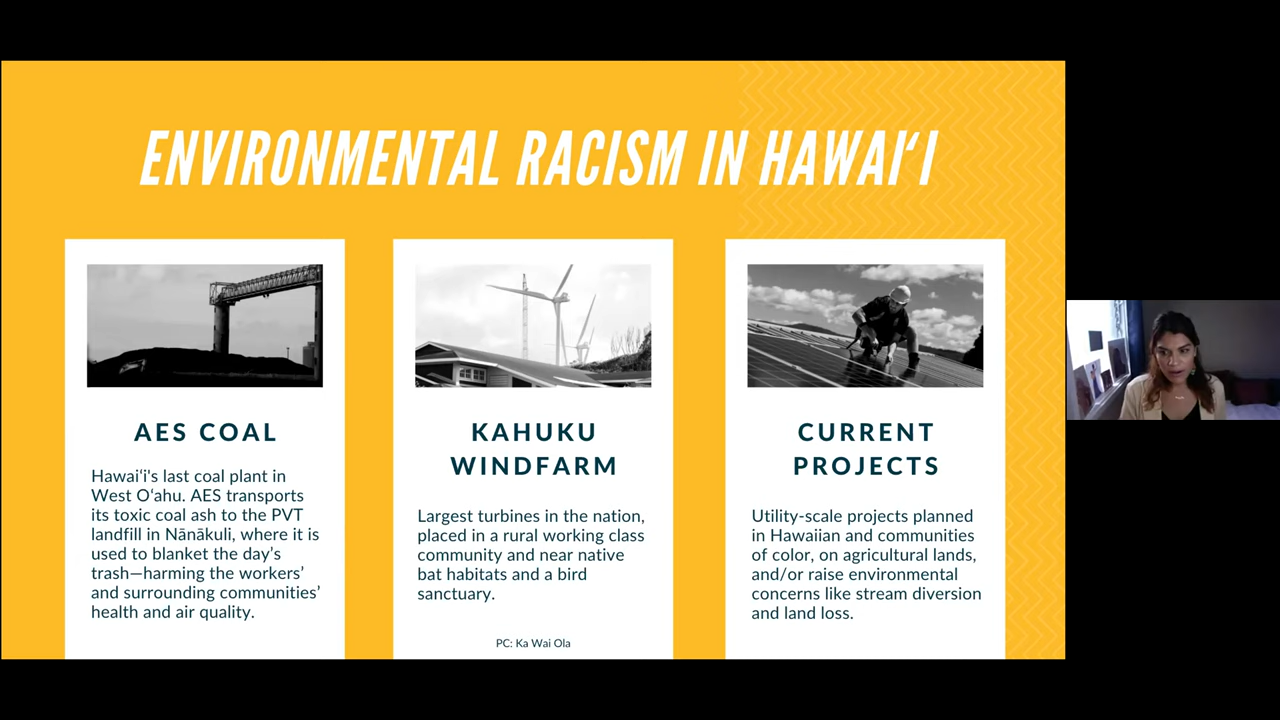 ENVIRONMENTAL RACISM IN HAWAIʻI
AES COAL
Hawaiʻi's last coal plant in
West Oʻahu. AES transports
its toxic coal ash to the PVT
landfill in Nānākuli, where it is
used to blanket the day's
trash—harming the workers'
and surrounding communities'
health and air quality.
KAHUKU
WINDFARM
Largest turbines in the nation,
placed in a rural working class
community and near native
bat habitats and a bird
sanctuary.
PC: Ka Wai Ola
CURRENT
PROJECTS
Utility-scale projects planned
in Hawaiian and communities
of color, on agricultural lands,
and/or raise environmental
concerns like stream diversion
and land loss.